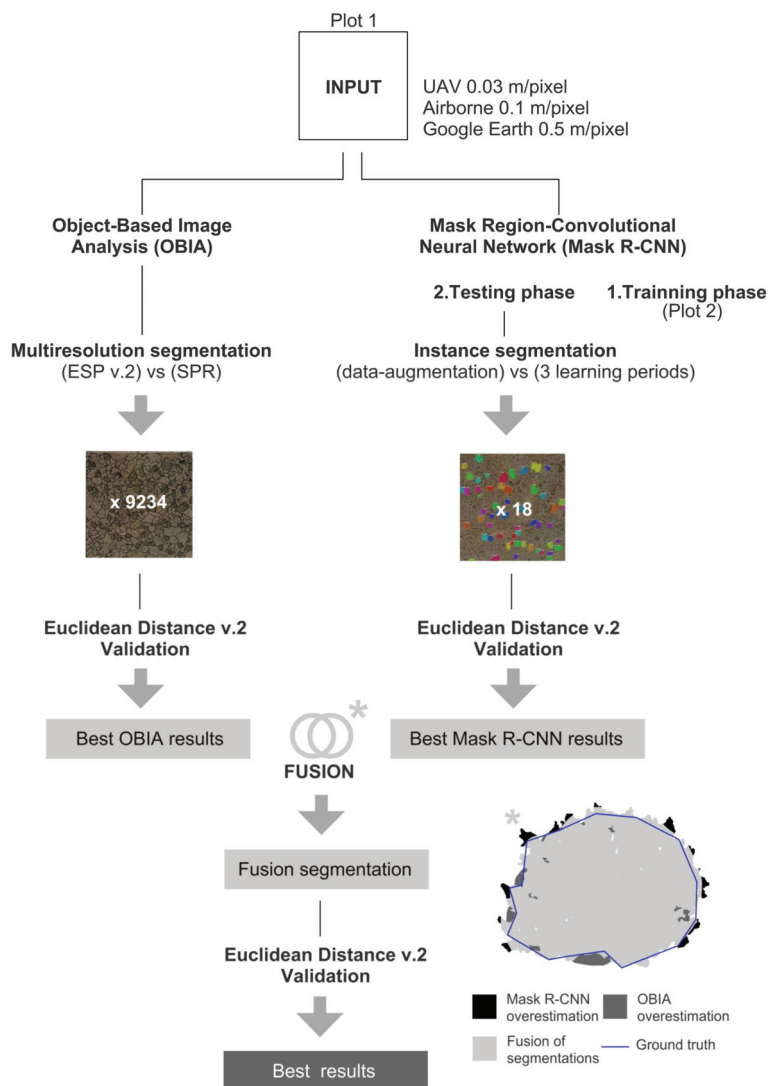 Plot 1
INPUT
UAV 0.03 m/pixel
Airborne 0.1 m/pixel
Google Earth 0.5 m/pixel
Object-Based Image
Analysis (OBIA)
Mask Region-Convolutional
Neural Network (Mask R-CNN)
2.Testing phase
1.Trainning phase
(Plot 2)
Multiresolution segmentation
(ESP v.2) vs (SPR)
Instance segmentation
(data-augmentation) vs (3 learning periods)
x 9234
x 18
Euclidean Distance v.2
Validation
Euclidean Distance v.2
Validation
Best OBIA results
*
FUSION
Best Mask R-CNN results
*
Fusion segmentation
Euclidean Distance v.2
Validation
Best results
Mask R-CNN
overestimation
OBIA
overestimation
Fusion of
segmentations
Ground truth